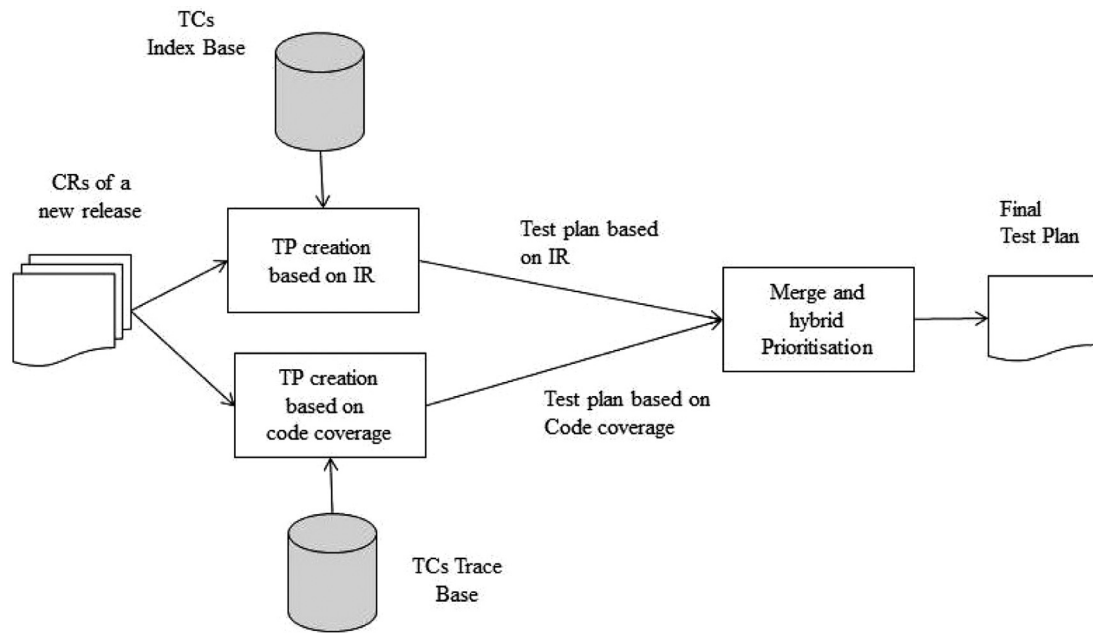 TCs
Index Base
CRs of a
new release
TP creation
based on IR
Test plan based
on IR
Final
Test Plan
Merge and
hybrid
Prioritisation
TP creation
based on
code coverage
Test plan based on
Code coverage
TCs Trace
Base